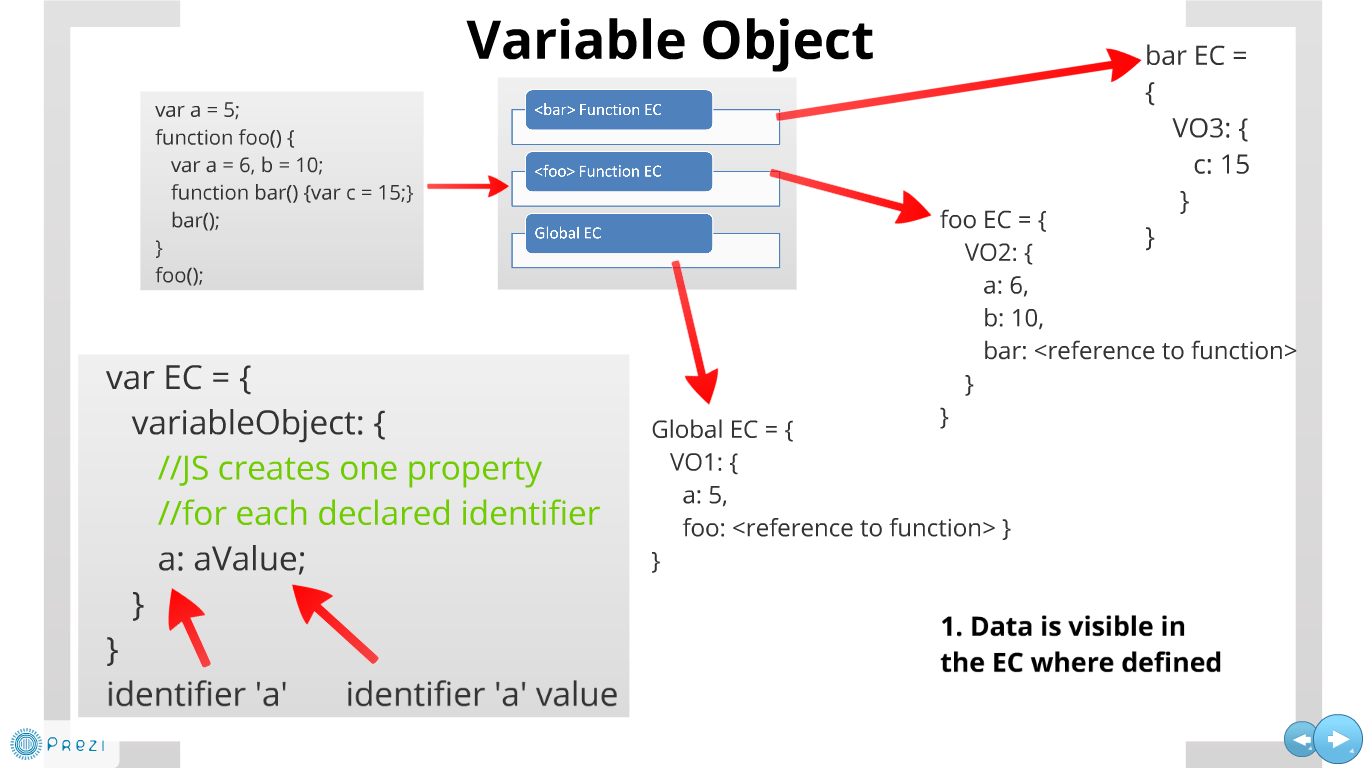 Variable Object
var a = 5;
function foo() {
var a = 6, b = 10;
function bar() {var c = 15;}
bar();
}
foo();
<bar> Function EC
<foo> Function EC
Global EC
bar EC =
{
VO3: {
c: 15
}
}
foo EC = {
VO2: {
a: 6,
b: 10,
bar: <reference to function>
}
}
Global EC = {
VO1: {
a: 5,
foo: <reference to function> }
}
var EC = {
variableObject: {
//JS creates one property
//for each declared identifier
a: aValue;
}
}
identifier 'a' identifier 'a' value
1. Data is visible in
the EC where defined
Prezi